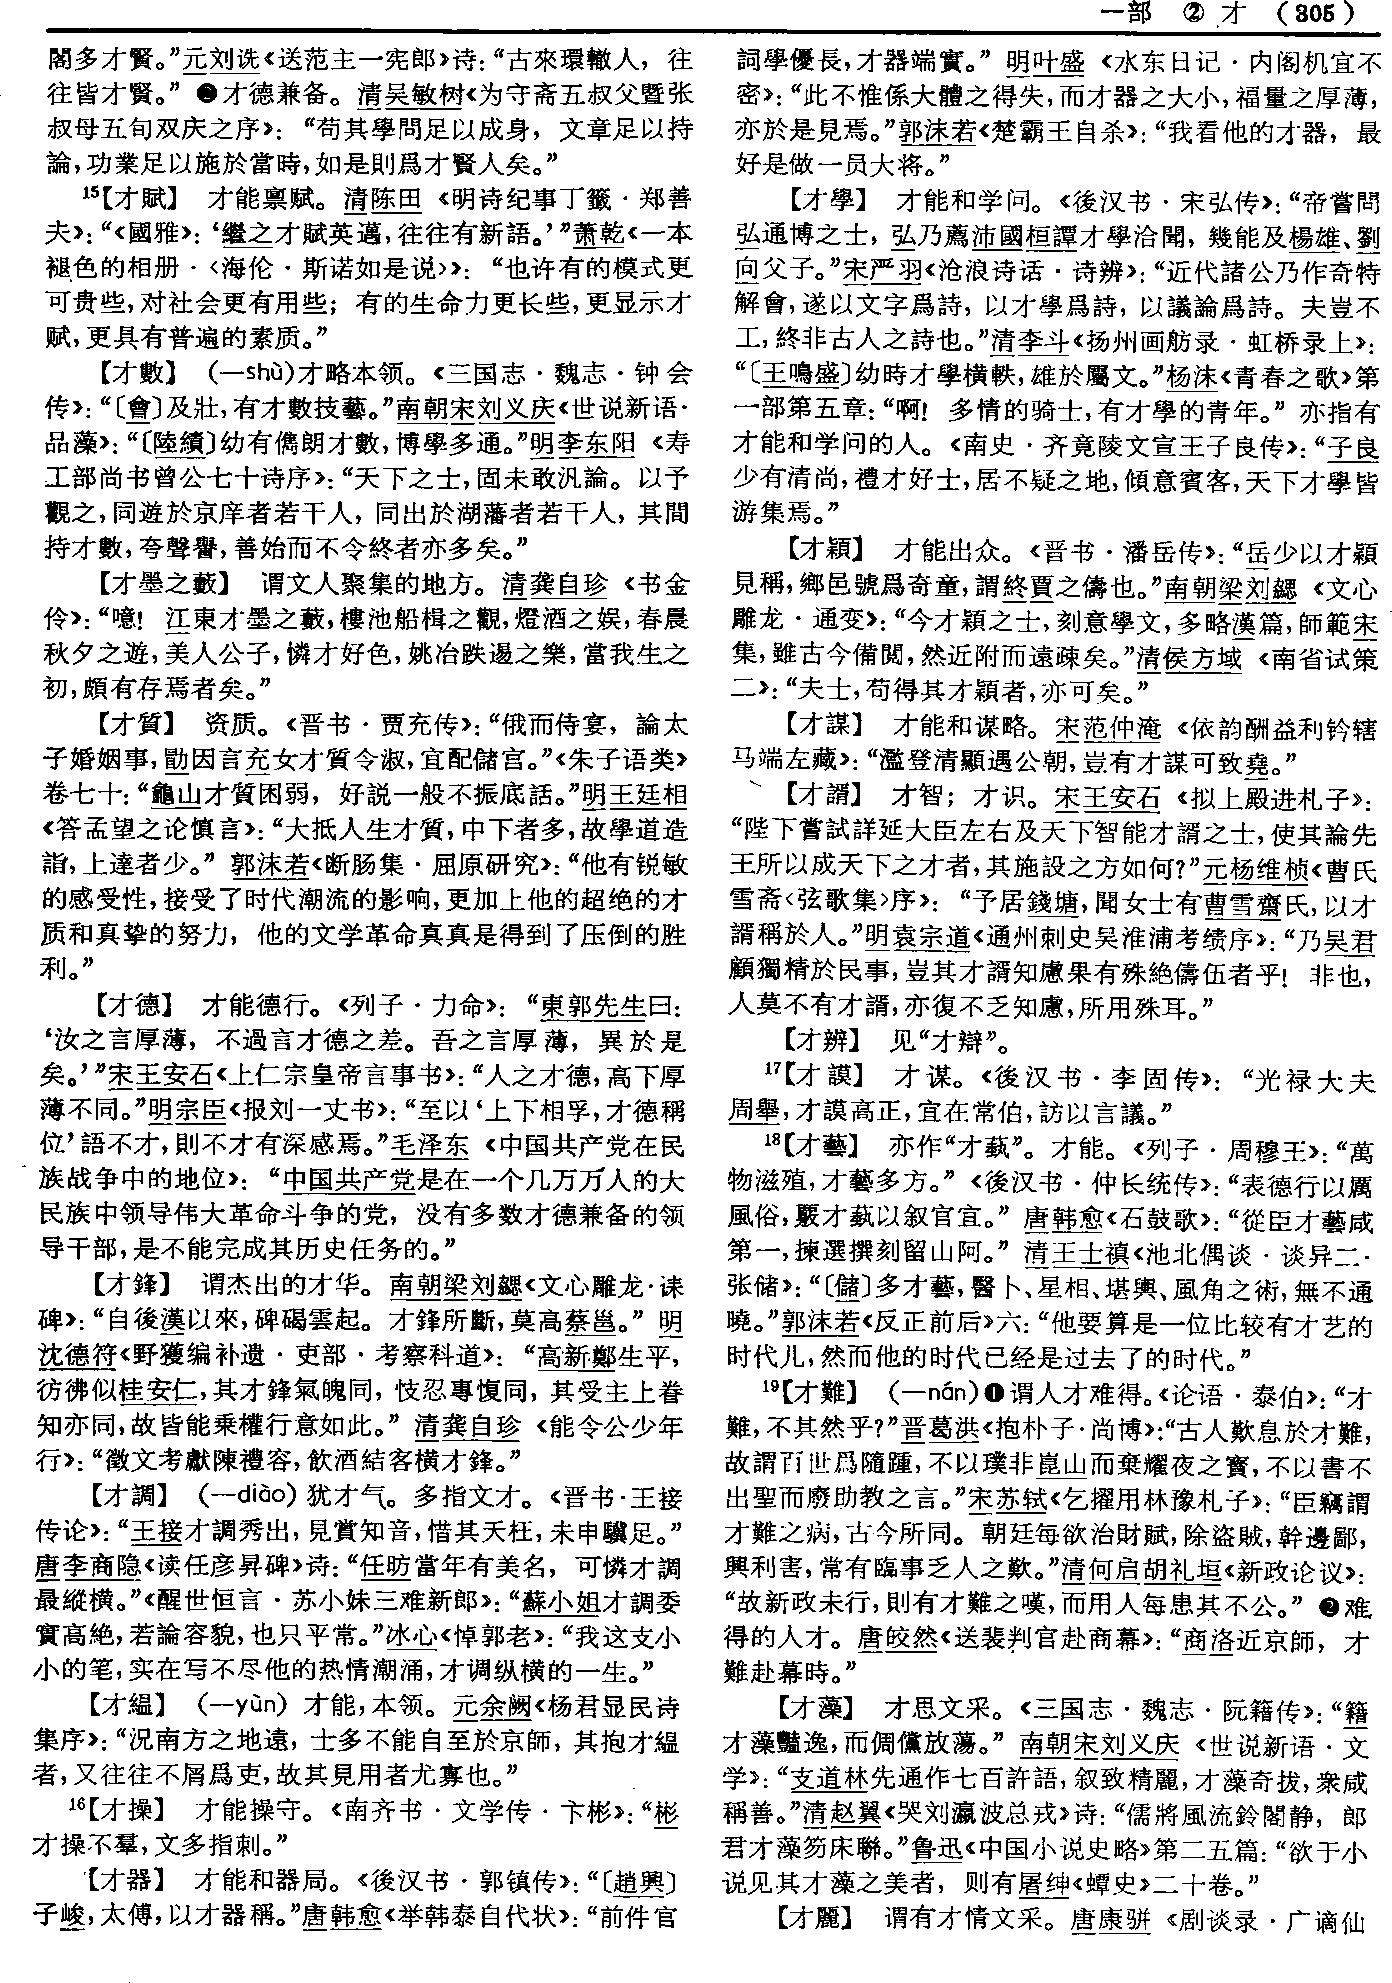 一部 ② 才 （305）
閣多才賢。”元刘诜《送范主一宪郎》诗：“古來環轍人，往
往皆才賢。”❷才德兼备。清吴敏树《为守斋五叔父暨张
叔母五旬双庆之序》：“苟其學問足以成身，文章足以持
論，功業足以施於當時，如是則爲才賢人矣。”
15【才賦】 才能禀赋。清陈田《明诗纪事丁籤·郑善
夫》：“《國雅》：‘繼之才賦英邁，往往有新語。’”萧乾《一本
褪色的相册·〈海伦·斯诺如是说〉》：“也许有的模式更
可贵些，对社会更有用些；有的生命力更长些，更显示才
赋，更具有普遍的素质。”
【才數】 （—shù）才略本领。《三国志·魏志·钟会
传》：“〔會〕及壯，有才數技藝。”南朝宋刘义庆《世说新语·
品藻》：“〔陸績〕幼有儁朗才數，博學多通。”明李东阳《寿
工部尚书曾公七十诗序》：“天下之士，固未敢汎論。以予
觀之，同遊於京庠者若干人，同出於湖藩者若干人，其間
持才數，夸聲譽，善始而不令終者亦多矣。”
【才墨之藪】 谓文人聚集的地方。清龚自珍《书金
伶》：“噫！江東才墨之藪，樓池船楫之觀，燈酒之娱，春晨
秋夕之遊，美人公子，憐才好色，姚冶跌逷之樂，當我生之
初，頗有存焉者矣。”
【才質】 资质。《晋书·贾充传》：“俄而侍宴，論太
子婚姻事，勖因言充女才質令淑，宜配儲宫。”《朱子语类》
卷七十：“龜山才質困弱，好説一般不振底話。”明王廷相
《答孟望之论慎言》：“大抵人生才質，中下者多，故學道造
詣，上達者少。”郭沫若《断肠集·屈原研究》：“他有锐敏
的感受性，接受了时代潮流的影响，更加上他的超绝的才
质和真挚的努力，他的文学革命真真是得到了压倒的胜
利。”
【才德】 才能德行。《列子·力命》：“東郭先生曰：
‘汝之言厚薄，不過言才德之差。吾之言厚薄，異於是
矣。’”宋王安石《上仁宗皇帝言事书》：“人之才德，高下厚
薄不同。”明宗臣《报刘一丈书》：“至以‘上下相孚，才德稱
位’語不才，則不才有深感焉。”毛泽东《中国共产党在民
族战争中的地位》：“中国共产党是在一个几万万人的大
民族中领导伟大革命斗争的党，没有多数才德兼备的领
导干部，是不能完成其历史任务的。”
【才鋒】 谓杰出的才华。南朝梁刘勰《文心雕龙·诔
碑》：“自後漢以來，碑碣雲起。才鋒所斷，莫高蔡邕。”明
沈德符《野獲编补遗·吏部·考察科道》：“高新鄭生平，
彷彿似桂安仁，其才鋒氣魄同，忮忍專愎同，其受主上眷
知亦同，故皆能乘權行意如此。”清龚自珍《能令公少年
行》：“徵文考獻陳禮容，飲酒結客横才鋒。”
【才調】 （—diào）犹才气。多指文才。《晋书·王接
传论》：“王接才調秀出，見賞知音，惜其夭枉，未申驥足。”
唐李商隐《读任彦昇碑》诗：“任昉當年有美名，可憐才調
最縱横。”《醒世恒言·苏小妹三难新郎》：“蘇小姐才調委
實高絶，若論容貌，也只平常。”冰心《悼郭老》：“我这支小
小的笔，实在写不尽他的热情潮涌，才调纵横的一生。”
【才緼】 （—yùn）才能，本领。元余阙《杨君显民诗
集序》：“況南方之地遠，士多不能自至於京師，其抱才緼
者，又往往不屑爲吏，故其見用者尤寡也。”
16【才操】 才能操守。《南齐书·文学传·卞彬》：“彬
才操不羣，文多指刺。”
【才器】 才能和器局。《後汉书·郭镇传》：“〔趙興〕
子峻，太傅，以才器稱。”唐韩愈《举韩泰自代状》：“前件官
詞學優長，才器端實。”明叶盛《水东日记·内阁机宜不
密》：“此不惟係大體之得失，而才器之大小，福量之厚薄，
亦於是見焉。”郭沫若《楚霸王自杀》：“我看他的才器，最
好是做一员大将。”
【才學】 才能和学问。《後汉书·宋弘传》：“帝嘗問
弘通博之士，弘乃薦沛國桓譚才學洽聞，幾能及楊雄、劉
向父子。”宋严羽《沧浪诗话·诗辨》：“近代諸公乃作奇特
解會，遂以文字爲詩，以才學爲詩，以議論爲詩。夫豈不
工，終非古人之詩也。”清李斗《扬州画舫录·虹桥录上》：
“〔王鳴盛〕幼時才學横軼，雄於屬文。”杨沫《青春之歌》第
一部第五章：“啊！多情的骑士，有才學的青年。”亦指有
才能和学问的人。《南史·齐竟陵文宣王子良传》：“子良
少有清尚，禮才好士，居不疑之地，傾意賓客，天下才學皆
游集焉。”
【才穎】 才能出众。《晋书·潘岳传》：“岳少以才穎
見稱，鄉邑號爲奇童，謂終賈之儔也。”南朝梁刘勰《文心
雕龙·通变》：“今才穎之士，刻意學文，多略漢篇，師範宋
集，雖古今備閲，然近附而遠疎矣。”清侯方域《南省试策
二》：“夫士，苟得其才穎者，亦可矣。”
【才謀】 才能和谋略。宋范仲淹《依韵酬益利钤辖
马端左藏》：“濫登清顯遇公朝，豈有才謀可致堯。”
【才諝】 才智；才识。宋王安石《拟上殿进札子》：
“陛下嘗試詳延大臣左右及天下智能才諝之士，使其論先
王所以成天下之才者，其施設之方如何？”元杨维桢《曹氏
雪斋〈弦歌集〉序》：“予居錢塘，聞女士有曹雪齋氏，以才
諝稱於人。”明袁宗道《通州刺史吴淮浦考绩序》：“乃吴君
顧獨精於民事，豈其才諝知慮果有殊絶儔伍者乎！非也，
人莫不有才諝，亦復不乏知慮，所用殊耳。”
【才辨】 见“才辯”。
17【才謨】 才谋。《後汉书·李固传》：“光禄大夫
周舉，才謨高正，宜在常伯，訪以言議。”
18【才藝】 亦作“才蓺”。才能。《列子·周穆王》：“萬
物滋殖，才藝多方。”《後汉书·仲长统传》：“表德行以厲
風俗，覈才蓺以叙官宜。”唐韩愈《石鼓歌》：“從臣才藝咸
第一，揀選撰刻留山阿。”清王士禛《池北偶谈·谈异二·
张储》：“〔儲〕多才藝，醫卜、星相、堪輿、風角之術，無不通
曉。”郭沫若《反正前后》六：“他要算是一位比较有才艺的
时代儿，然而他的时代已经是过去了的时代。”
19【才難】 （—nán）❶谓人才难得。《论语·泰伯》：“才
難，不其然乎？”晋葛洪《抱朴子·尚博》：“古人歎息於才難，
故謂百世爲隨踵，不以璞非崑山而棄耀夜之寶，不以書不
出聖而廢助教之言。”宋苏轼《乞擢用林豫札子》：“臣竊謂
才難之病，古今所同。朝廷每欲治財賦，除盜賊，幹邊鄙，
興利害，常有臨事乏人之歎。”清何启胡礼垣《新政论议》：
“故新政未行，則有才難之嘆，而用人每患其不公。”❷难
得的人才。唐皎然《送裴判官赴商幕》：“商洛近京師，才
難赴幕時。”
【才藻】 才思文采。《三国志·魏志·阮籍传》：“籍
才藻豔逸，而倜儻放蕩。”南朝宋刘义庆《世说新语·文
学》：“支道林先通作七百許語，叙致精麗，才藻奇拔，衆咸
稱善。”清赵翼《哭刘瀛波总戎》诗：“儒將風流鈴閣静，郎
君才藻笏床聯。”鲁迅《中国小说史略》第二五篇：“欲于小
说见其才藻之美者，则有屠绅《蟫史》二十卷。”
【才麗】 谓有才情文采。唐康骈《剧谈录·广谪仙